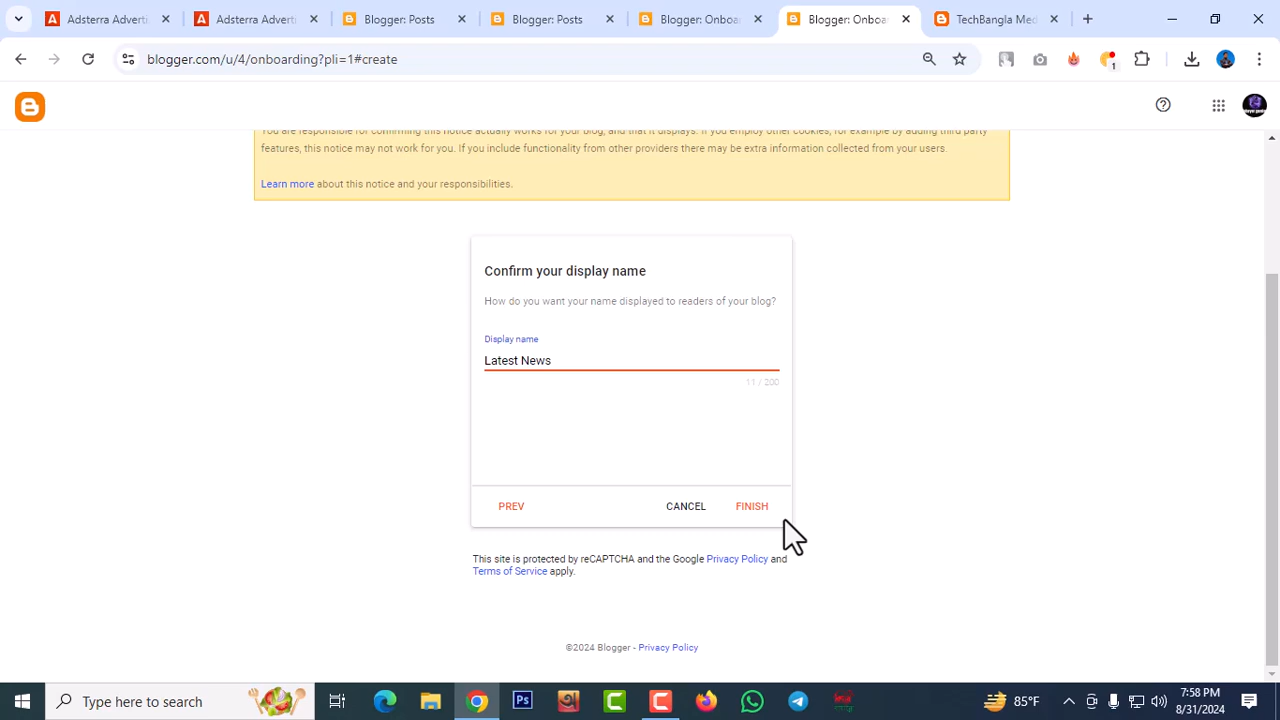 Adsterra Adverti
Adsterra Adverti
Blogger: Posts
Blogger: Posts
Blogger: Onboa
Blogger: Onboa
TechBangla Med
blogger.com/u/4/onboarding?pli=1#create
1
You are responsible for confirming this notice actually works for your blog, and that it displays. If you employ other cookies, for example by adding third party
features, this notice may not work for you. If you include functionality from other providers there may be extra information collected from your users.
Learn more about this notice and your responsibilities.
Confirm your display name
How do you want your name displayed to readers of your blog?
Display name
Latest News
11 / 200
PREV
CANCEL
FINISH
This site is protected by reCAPTCHA and the Google Privacy Policy and
Terms of Service apply.
©2024 Blogger - Privacy Policy
Type here to search
85°F
7:58 PM
8/31/2024